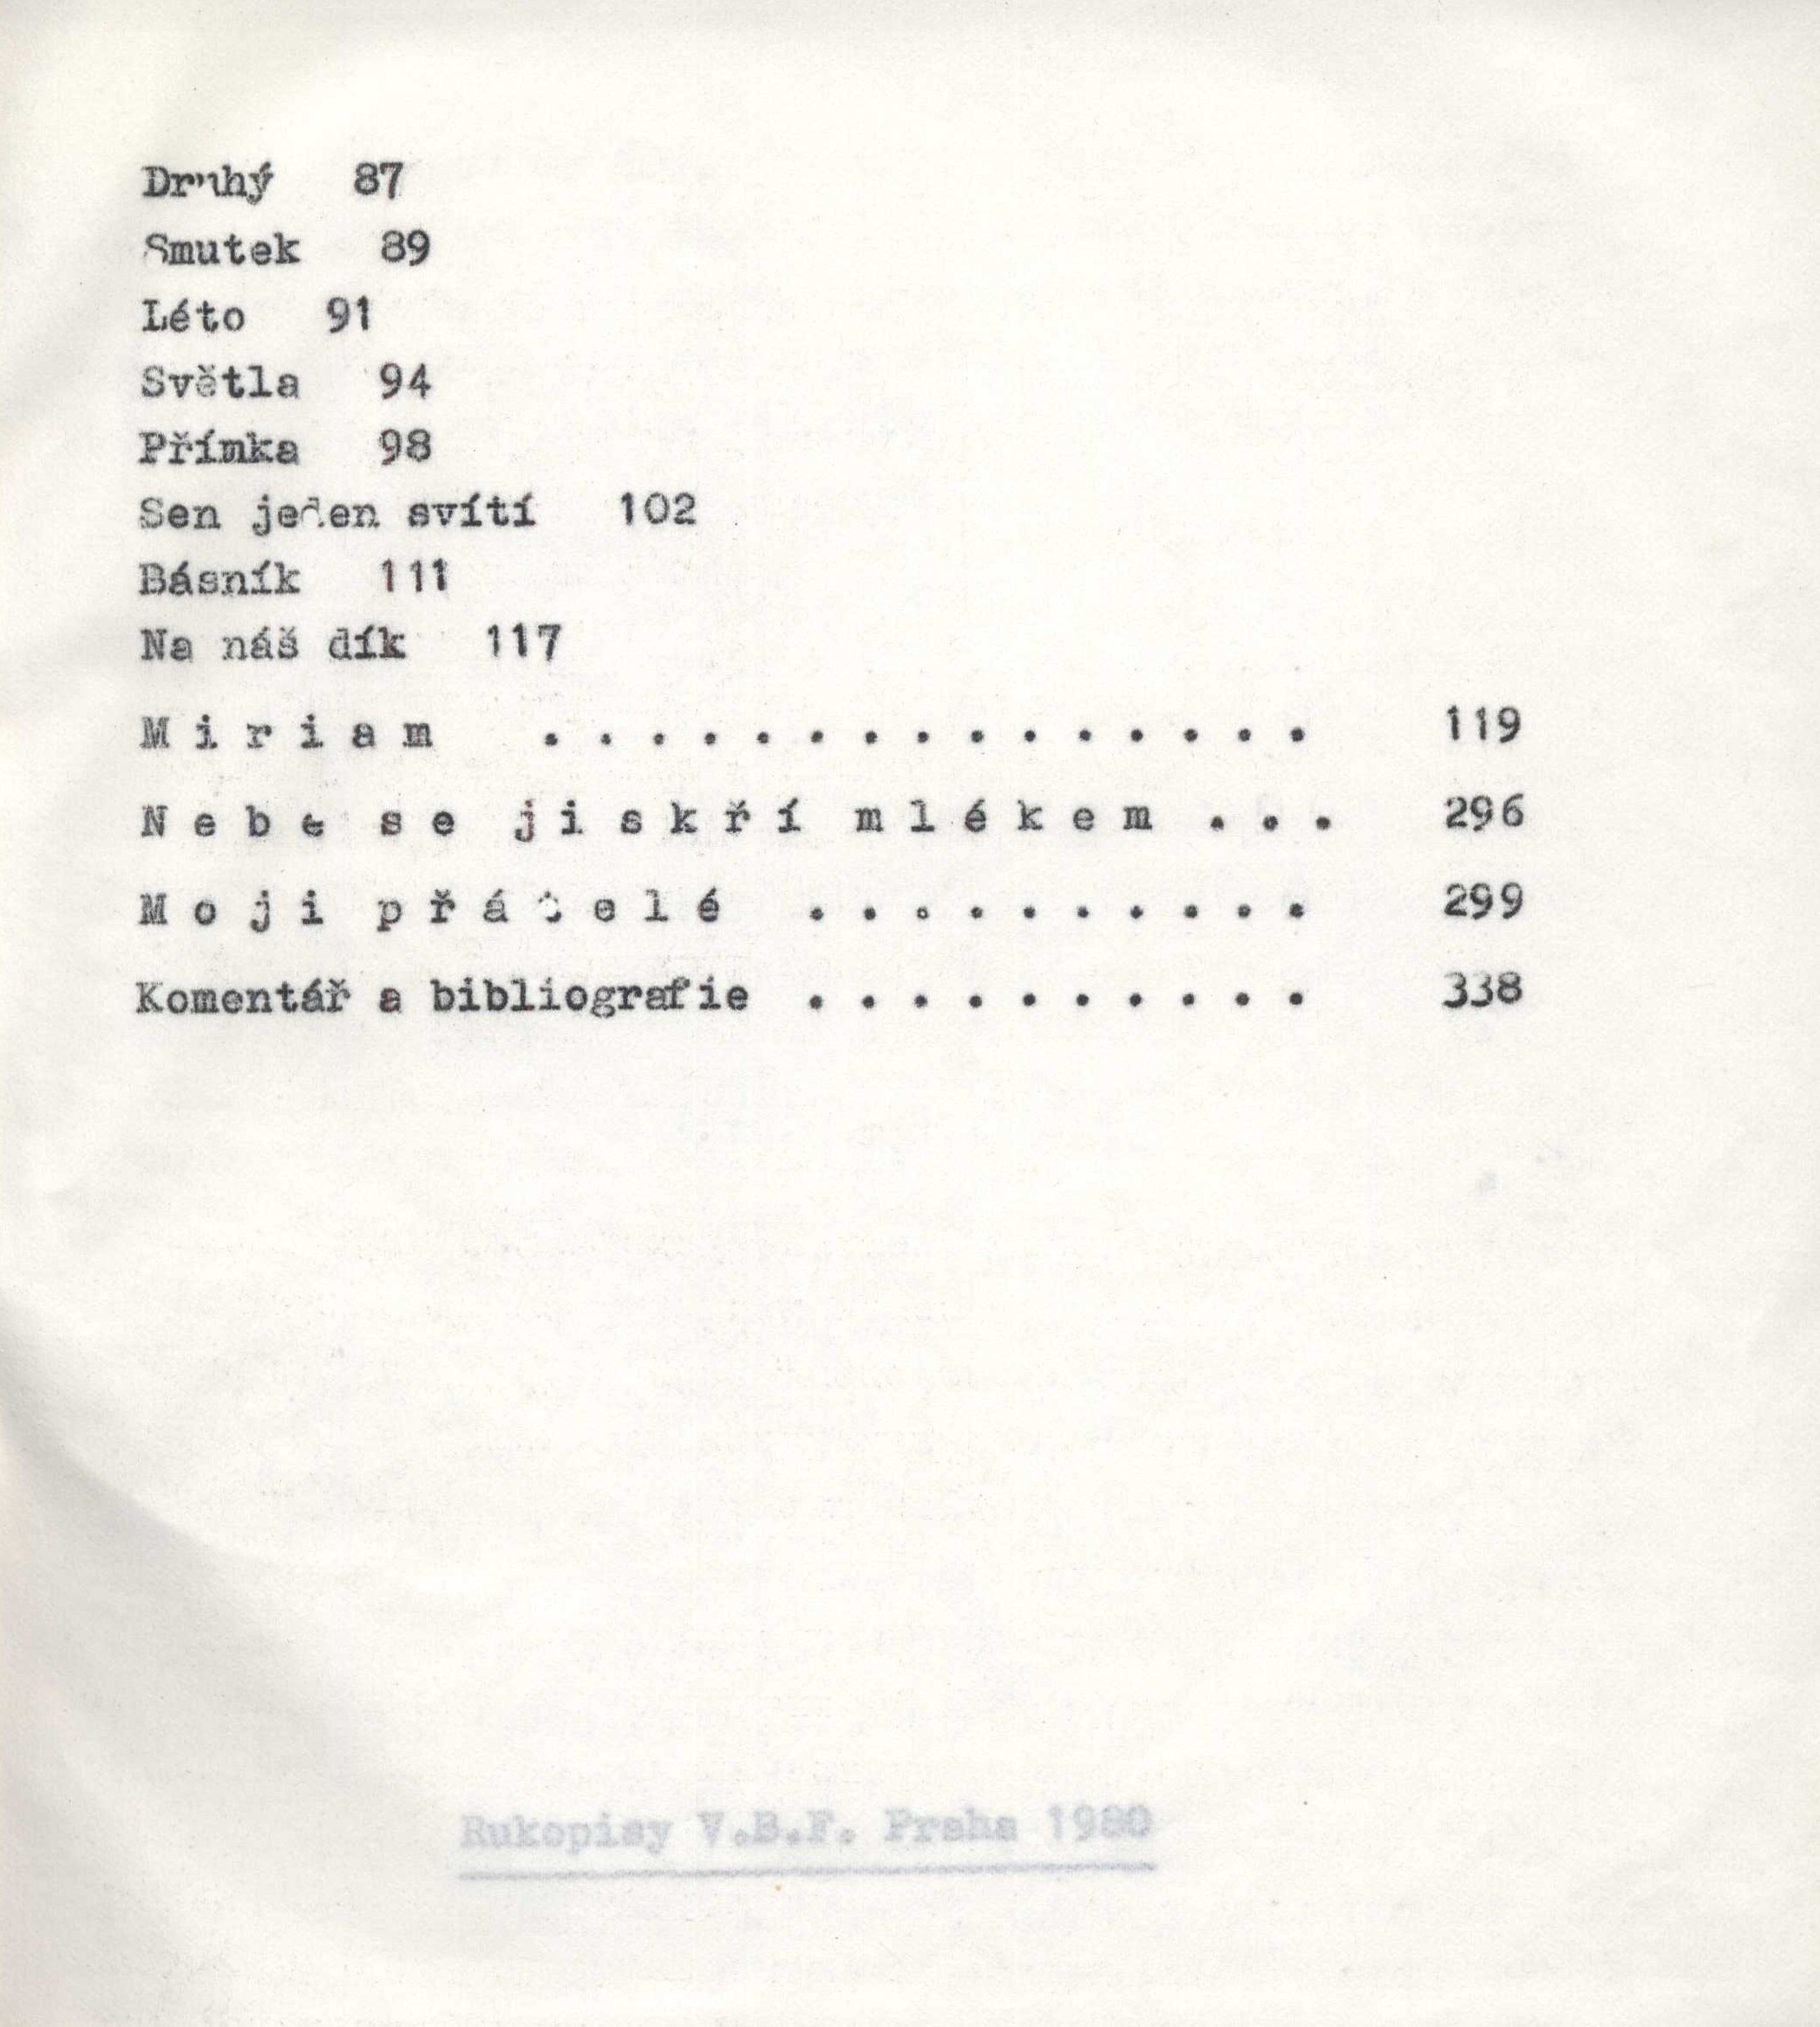 Druhý 87
Smutek 89
Léto 91
Světla 94
Přímka 98
Sen jeden svítí 102
Básník 111
Na náš dík 117
M i r i a m . . . . . . . . . . . . . . . 119
N e b e s e j i s k ř í m l é k e m . . . 296
M o j i p ř á t e l é . . . . . . . . . . 299
Komentář a bibliografie . . . . . . . . . . 338
Rukopisy V.B.F. Praha 1980